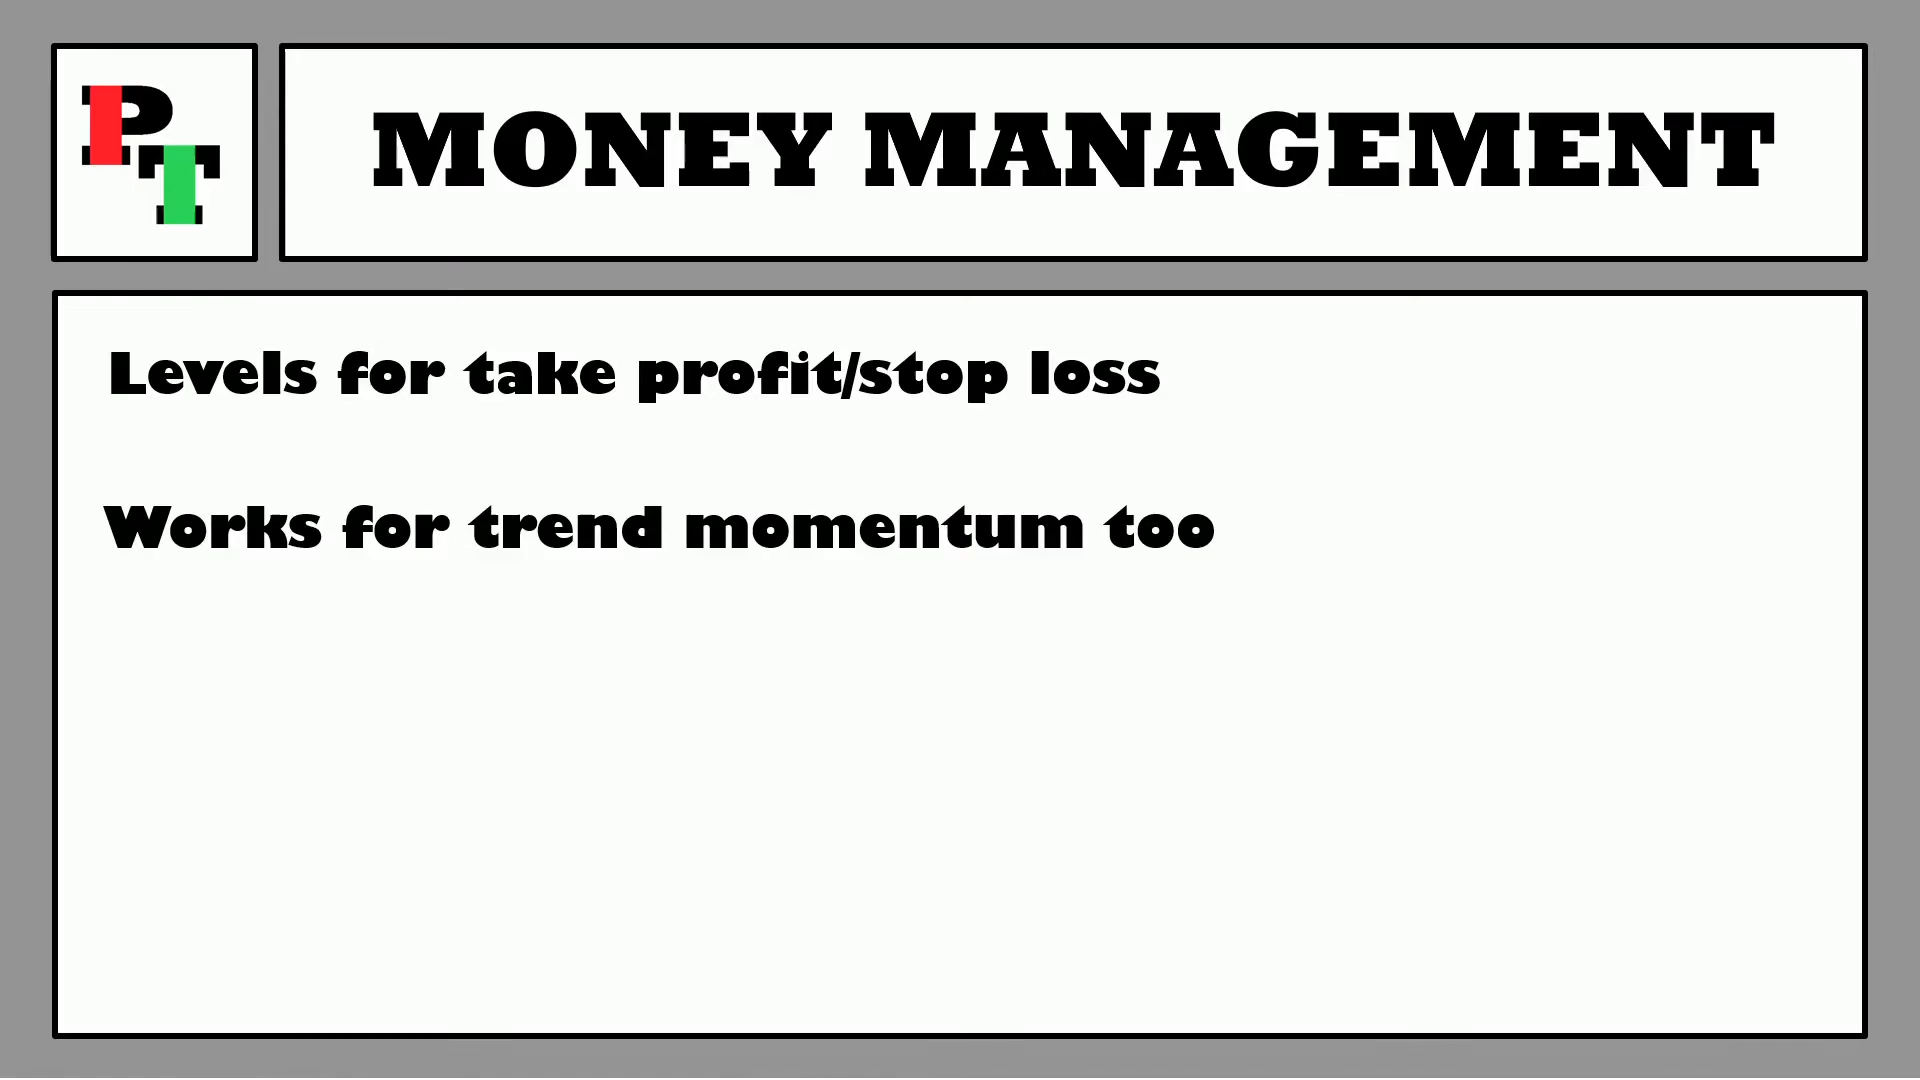 PT
MONEY MANAGEMENT
Levels for take profit/stop loss
Works for trend momentum too